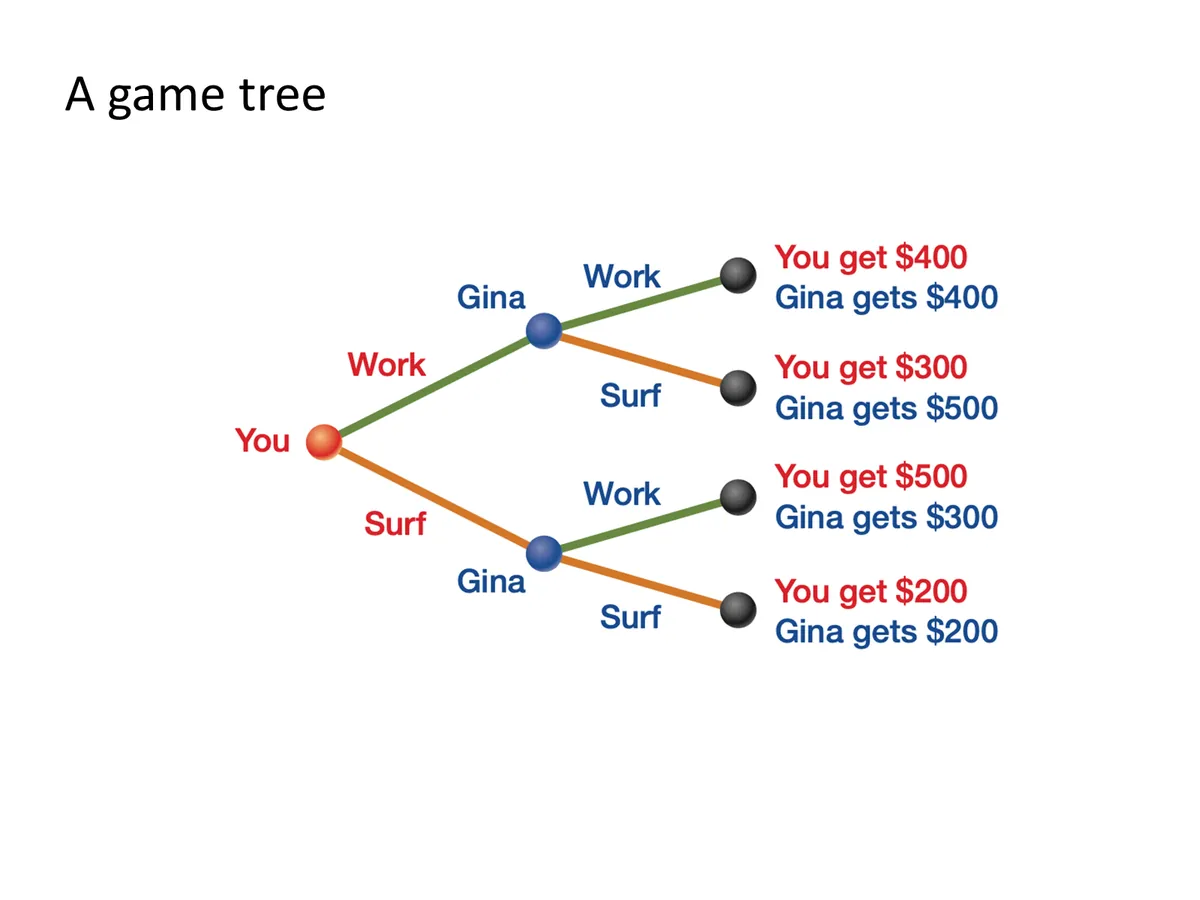 A game tree
Work
You get $400
Gina
Gina gets $400
Work
You get $300
Surf
Gina gets $500
You
Work
You get $500
Surf
Gina gets $300
Gina
You get $200
Surf
Gina gets $200